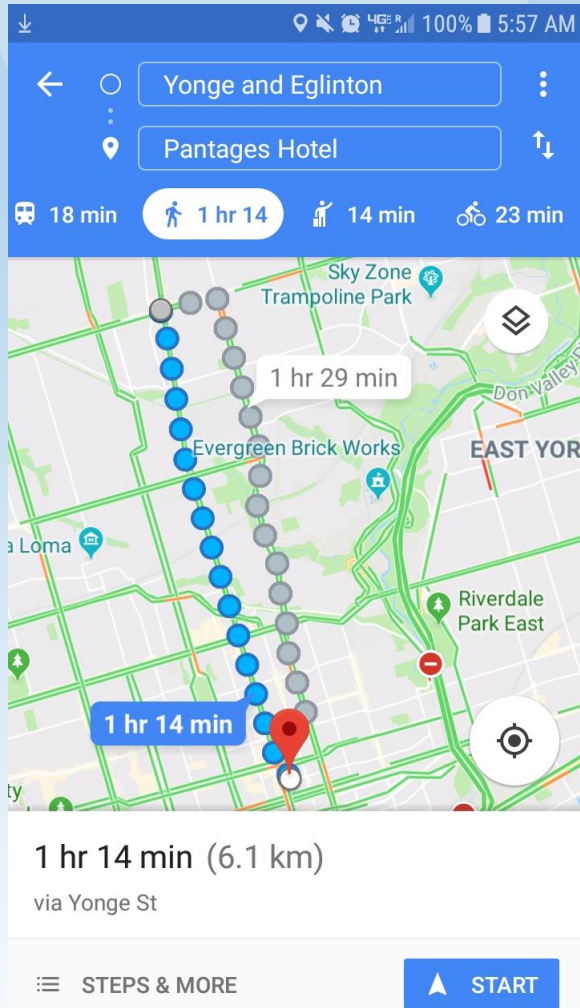 4G 100% 5:57 AM
Yonge and Eglinton
Pantages Hotel
18 min 1 hr 14 14 min 23 min
Sky Zone
Trampoline Park
1 hr 29 min
Don Valley
Evergreen Brick Works
EAST YOR
a Loma
Riverdale
Park East
1 hr 14 min
ty
1 hr 14 min (6.1 km)
via Yonge St
STEPS & MORE START